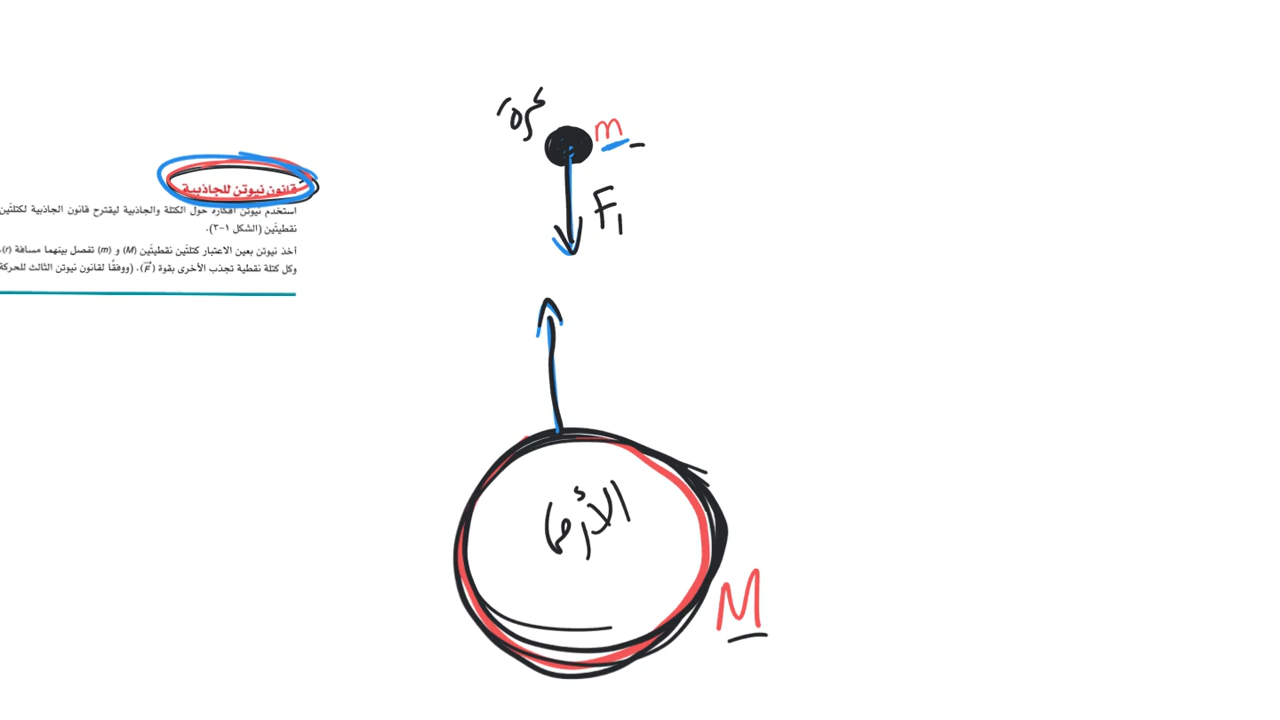 قانون نيوتن للجاذبية
استخدم نيوتن أفكاره حول الكتلة والجاذبية ليقترح قانون الجاذبية لكتلتين
نقطيتين (الشكل ١-٢).
أخذ نيوتن بعين الاعتبار كتلتين نقطيتين (M) و (m) تفصل بينهما مسافة (r)،
وكل كتلة نقطية تجذب الأخرى بقوة (F). (ووفقًا لقانون نيوتن الثالث للحركة
كرة
m
F1
الأرض
M